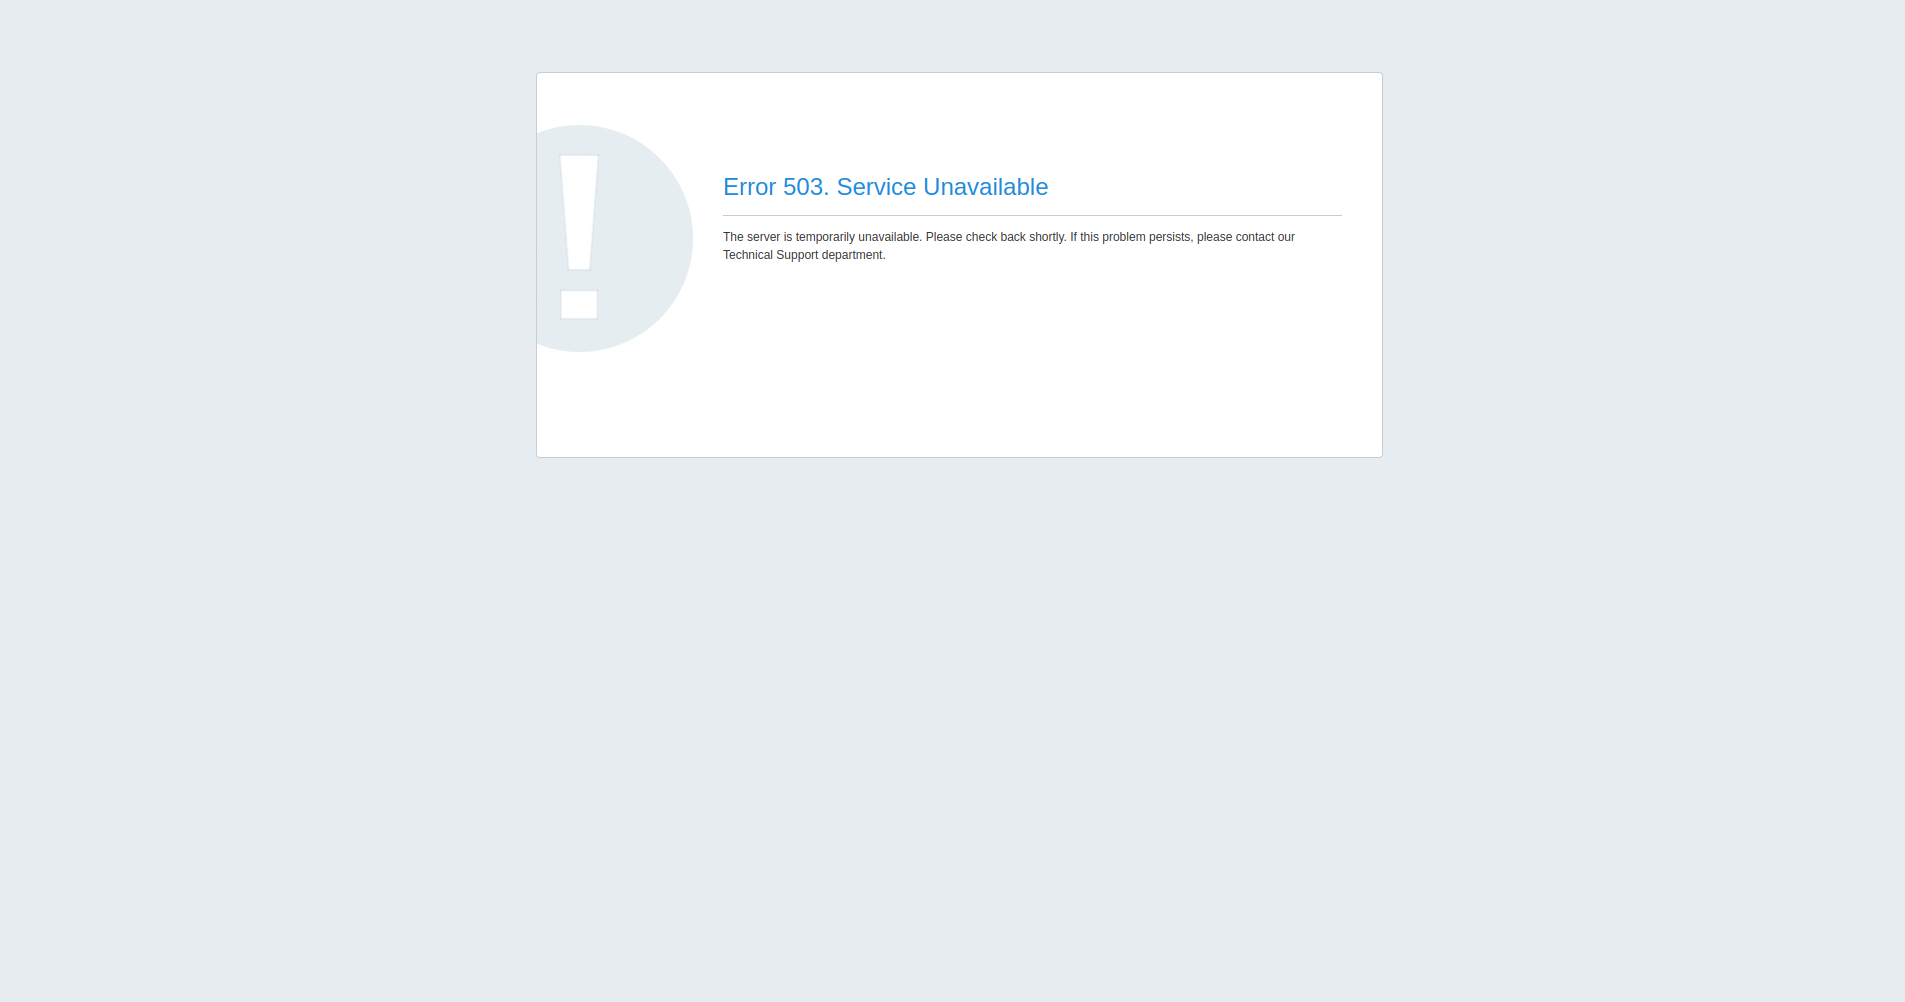 !
Error 503. Service Unavailable
The server is temporarily unavailable. Please check back shortly. If this problem persists, please contact our
Technical Support department.